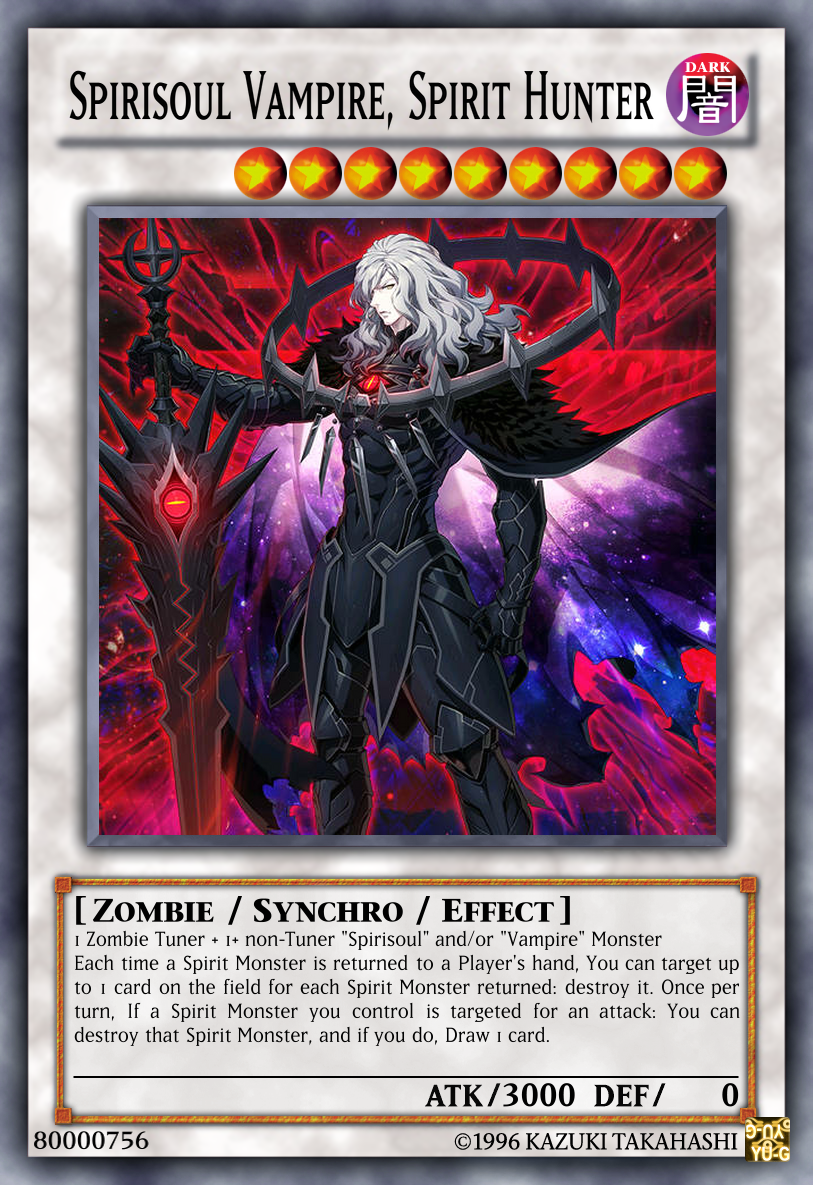 Spirisoul Vampire, Spirit Hunter
DARK
闇
[ Zombie / Synchro / Effect ]
1 Zombie Tuner + 1+ non-Tuner "Spirisoul" and/or "Vampire" Monster
Each time a Spirit Monster is returned to a Player's hand, You can target up
to 1 card on the field for each Spirit Monster returned: destroy it. Once per
turn, If a Spirit Monster you control is targeted for an attack: You can
destroy that Spirit Monster, and if you do, Draw 1 card.
ATK/3000 DEF/ 0
80000756
©1996 KAZUKI TAKAHASHI